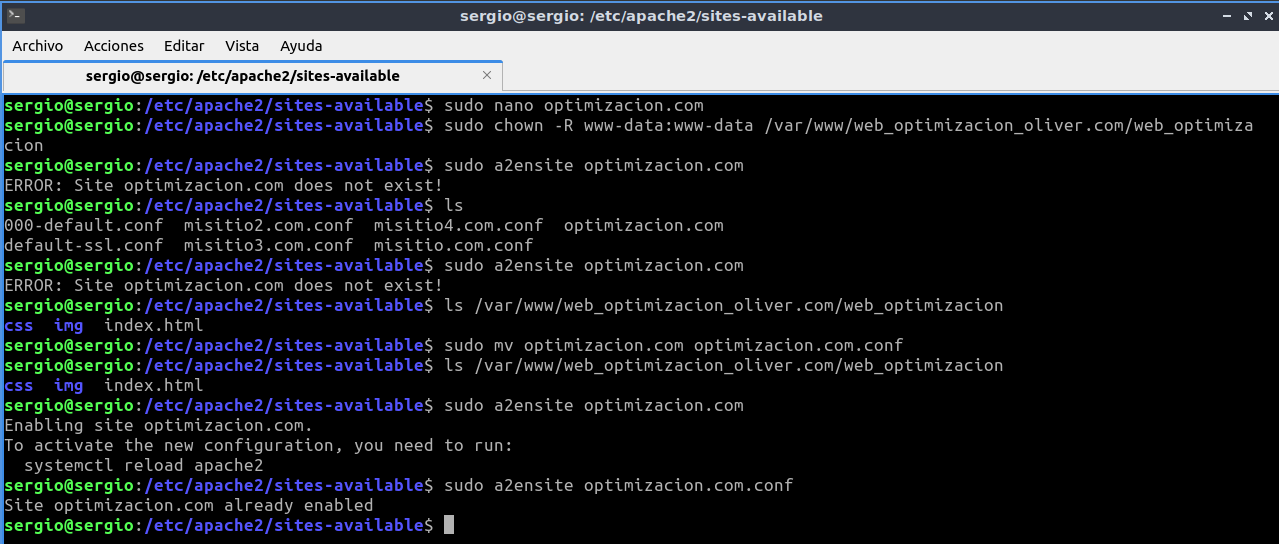 sergio@sergio: /etc/apache2/sites-available
Archivo Acciones Editar Vista Ayuda
sergio@sergio: /etc/apache2/sites-available
sergio@sergio:/etc/apache2/sites-available$ sudo nano optimizacion.com
sergio@sergio:/etc/apache2/sites-available$ sudo chown -R www-data:www-data /var/www/web_optimizacion_oliver.com/web_optimiza
cion
sergio@sergio:/etc/apache2/sites-available$ sudo a2ensite optimizacion.com
ERROR: Site optimizacion.com does not exist!
sergio@sergio:/etc/apache2/sites-available$ ls
000-default.conf  misitio2.com.conf  misitio4.com.conf  optimizacion.com
default-ssl.conf  misitio3.com.conf  misitio.com.conf
sergio@sergio:/etc/apache2/sites-available$ sudo a2ensite optimizacion.com
ERROR: Site optimizacion.com does not exist!
sergio@sergio:/etc/apache2/sites-available$ ls /var/www/web_optimizacion_oliver.com/web_optimizacion
css  img  index.html
sergio@sergio:/etc/apache2/sites-available$ sudo mv optimizacion.com optimizacion.com.conf
sergio@sergio:/etc/apache2/sites-available$ ls /var/www/web_optimizacion_oliver.com/web_optimizacion
css  img  index.html
sergio@sergio:/etc/apache2/sites-available$ sudo a2ensite optimizacion.com
Enabling site optimizacion.com.
To activate the new configuration, you need to run:
  systemctl reload apache2
sergio@sergio:/etc/apache2/sites-available$ sudo a2ensite optimizacion.com.conf
Site optimizacion.com already enabled
sergio@sergio:/etc/apache2/sites-available$